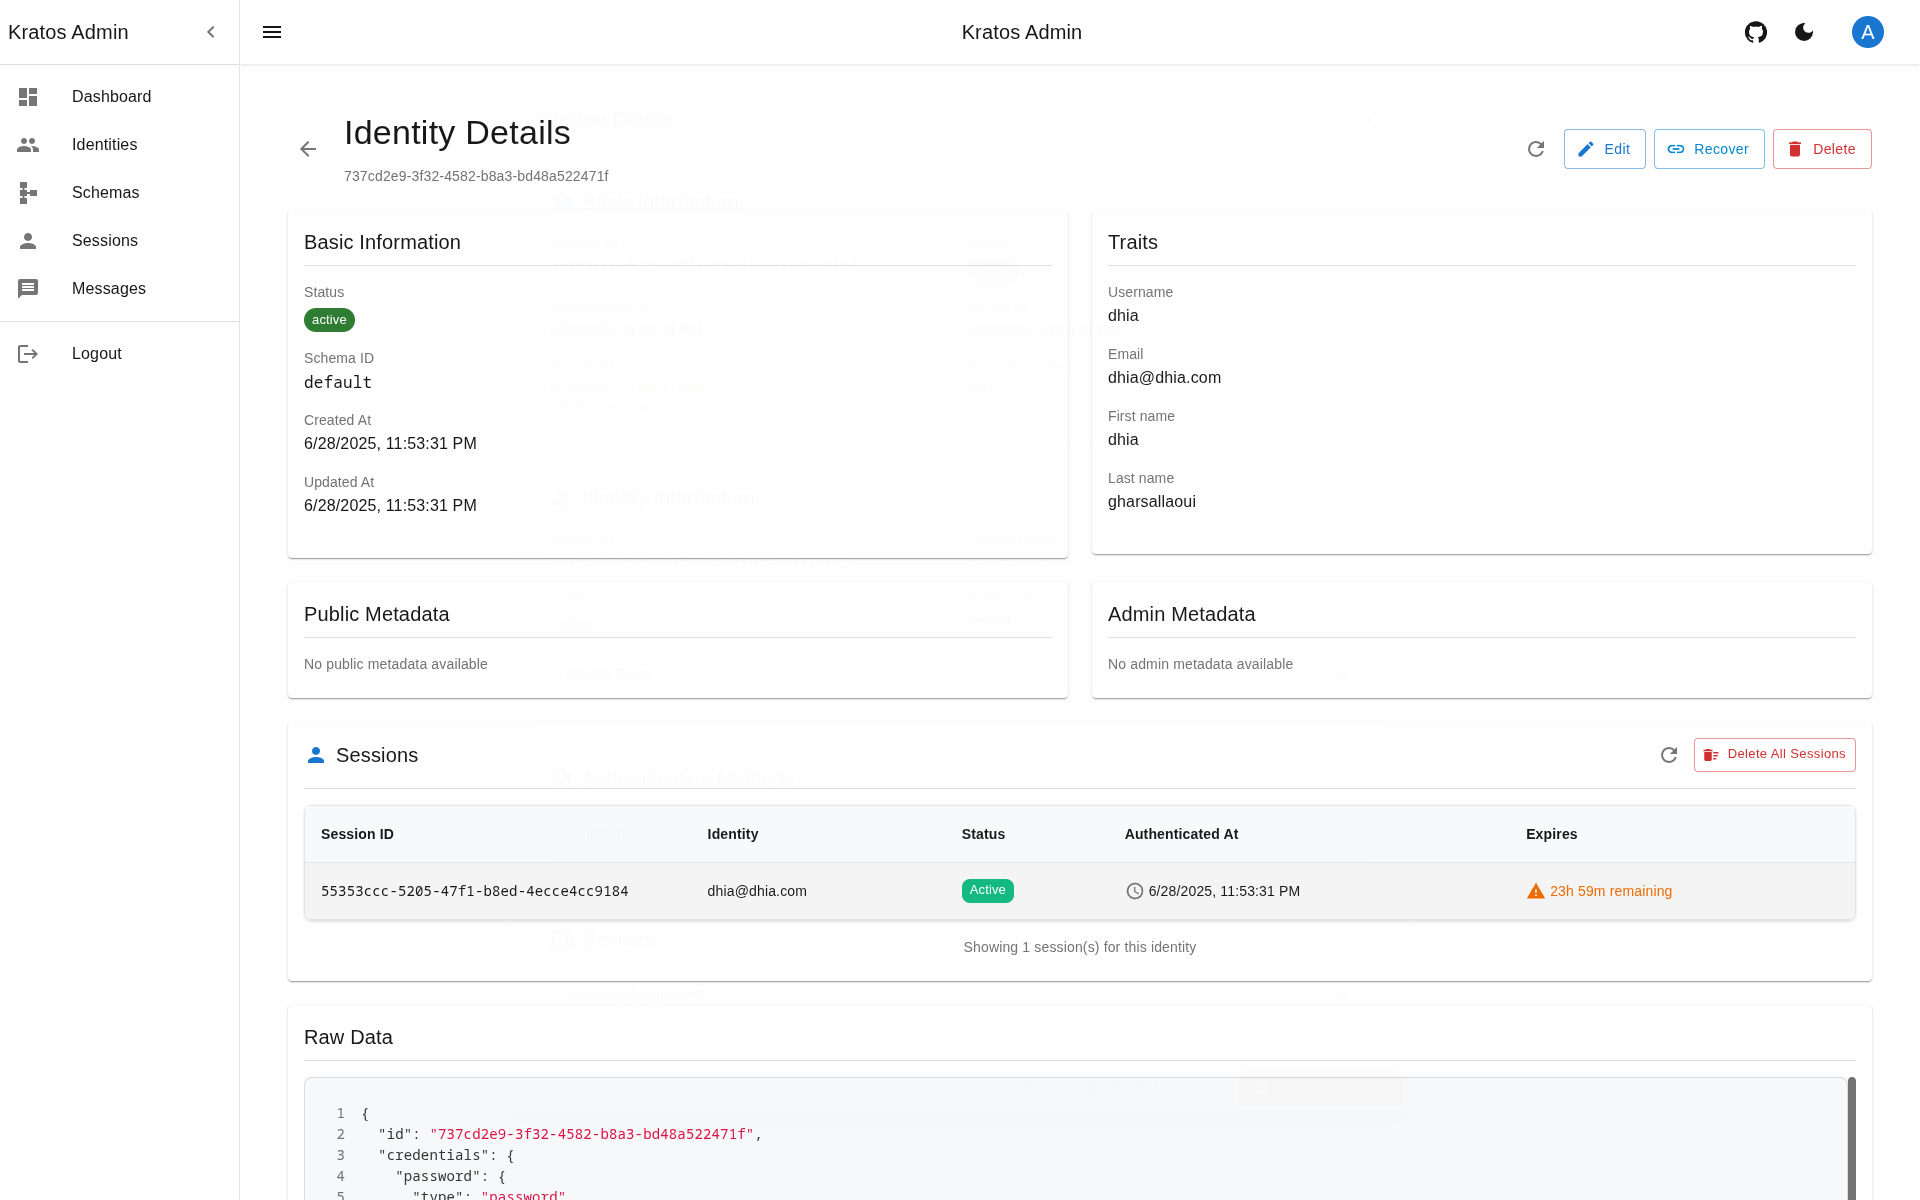 Kratos Admin
Kratos Admin
A
Dashboard
Identities
Schemas
Sessions
Messages
Logout
Identity Details
737cd2e9-3f32-4582-b8a3-bd48a522471f
Edit
Recover
Delete
Basic Information
Status
active
Schema ID
default
Created At
6/28/2025, 11:53:31 PM
Updated At
6/28/2025, 11:53:31 PM
Traits
Username
dhia
Email
dhia@dhia.com
First name
dhia
Last name
gharsallaoui
Public Metadata
No public metadata available
Admin Metadata
No admin metadata available
Sessions
Delete All Sessions
Session ID Identity Status Authenticated At Expires
55353ccc-5205-47f1-b8ed-4ecce4cc9184 dhia@dhia.com Active 6/28/2025, 11:53:31 PM 23h 59m remaining
Showing 1 session(s) for this identity
Raw Data
1 {
2 "id": "737cd2e9-3f32-4582-b8a3-bd48a522471f",
3 "credentials": {
4 "password": {
5 "type": "password"